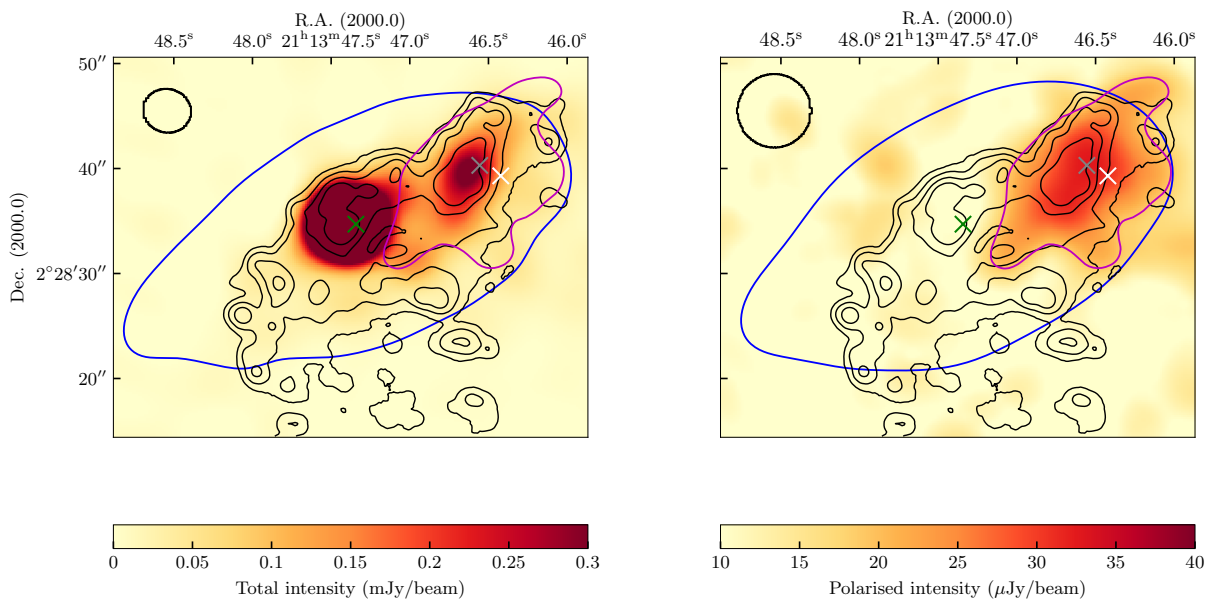 R.A. (2000.0)
48.5ˢ 48.0ˢ 21ʰ13ᵐ47.5ˢ 47.0ˢ 46.5ˢ 46.0ˢ
R.A. (2000.0)
48.5ˢ 48.0ˢ 21ʰ13ᵐ47.5ˢ 47.0ˢ 46.5ˢ 46.0ˢ
Dec. (2000.0)
50″
40″
2°28′30″
20″
0 0.05 0.1 0.15 0.2 0.25 0.3
Total intensity (mJy/beam)
10 15 20 25 30 35 40
Polarised intensity (μJy/beam)